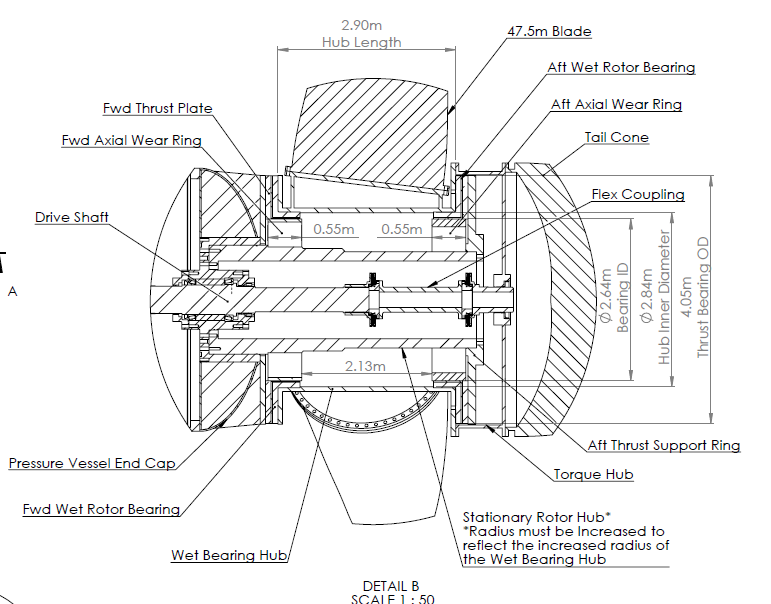 2.90m
Hub Length
47.5m Blade
Aft Wet Rotor Bearing
Fwd Thrust Plate
Aft Axial Wear Ring
Fwd Axial Wear Ring
Tail Cone
Flex Coupling
Drive Shaft
0.55m
0.55m
A
Ø2.64m
Bearing ID
Ø2.84m
Hub Inner Diameter
4.05m
Thrust Bearing OD
2.13m
Aft Thrust Support Ring
Pressure Vessel End Cap
Torque Hub
Fwd Wet Rotor Bearing
Stationary Rotor Hub*
*Radius must be Increased to
reflect the increased radius of
the Wet Bearing Hub
Wet Bearing Hub
DETAIL B
SCALE 1 : 50